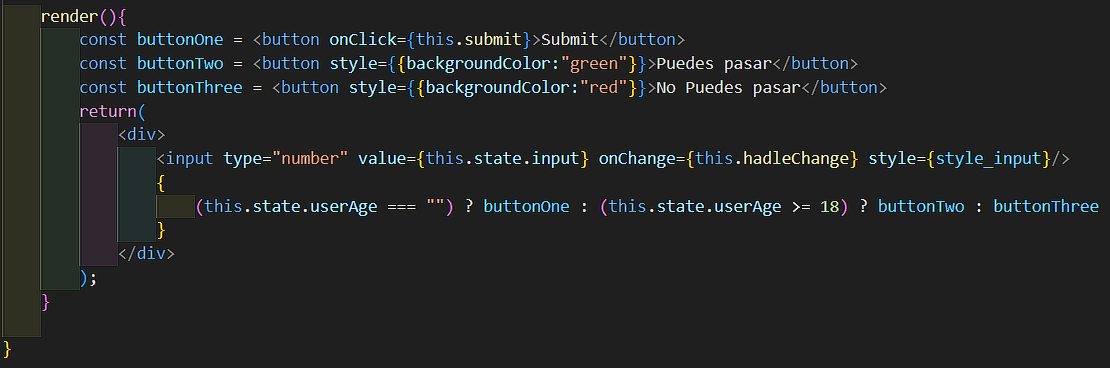 render(){
const buttonOne = <button onClick={this.submit}>Submit</button>
const buttonTwo = <button style={{backgroundColor:"green"}}>Puedes pasar</button>
const buttonThree = <button style={{backgroundColor:"red"}}>No Puedes pasar</button>
return(
<div>
<input type="number" value={this.state.input} onChange={this.hadleChange} style={style_input}/>
{
(this.state.userAge === "") ? buttonOne : (this.state.userAge >= 18) ? buttonTwo : buttonThree
}
</div>
);
}
}